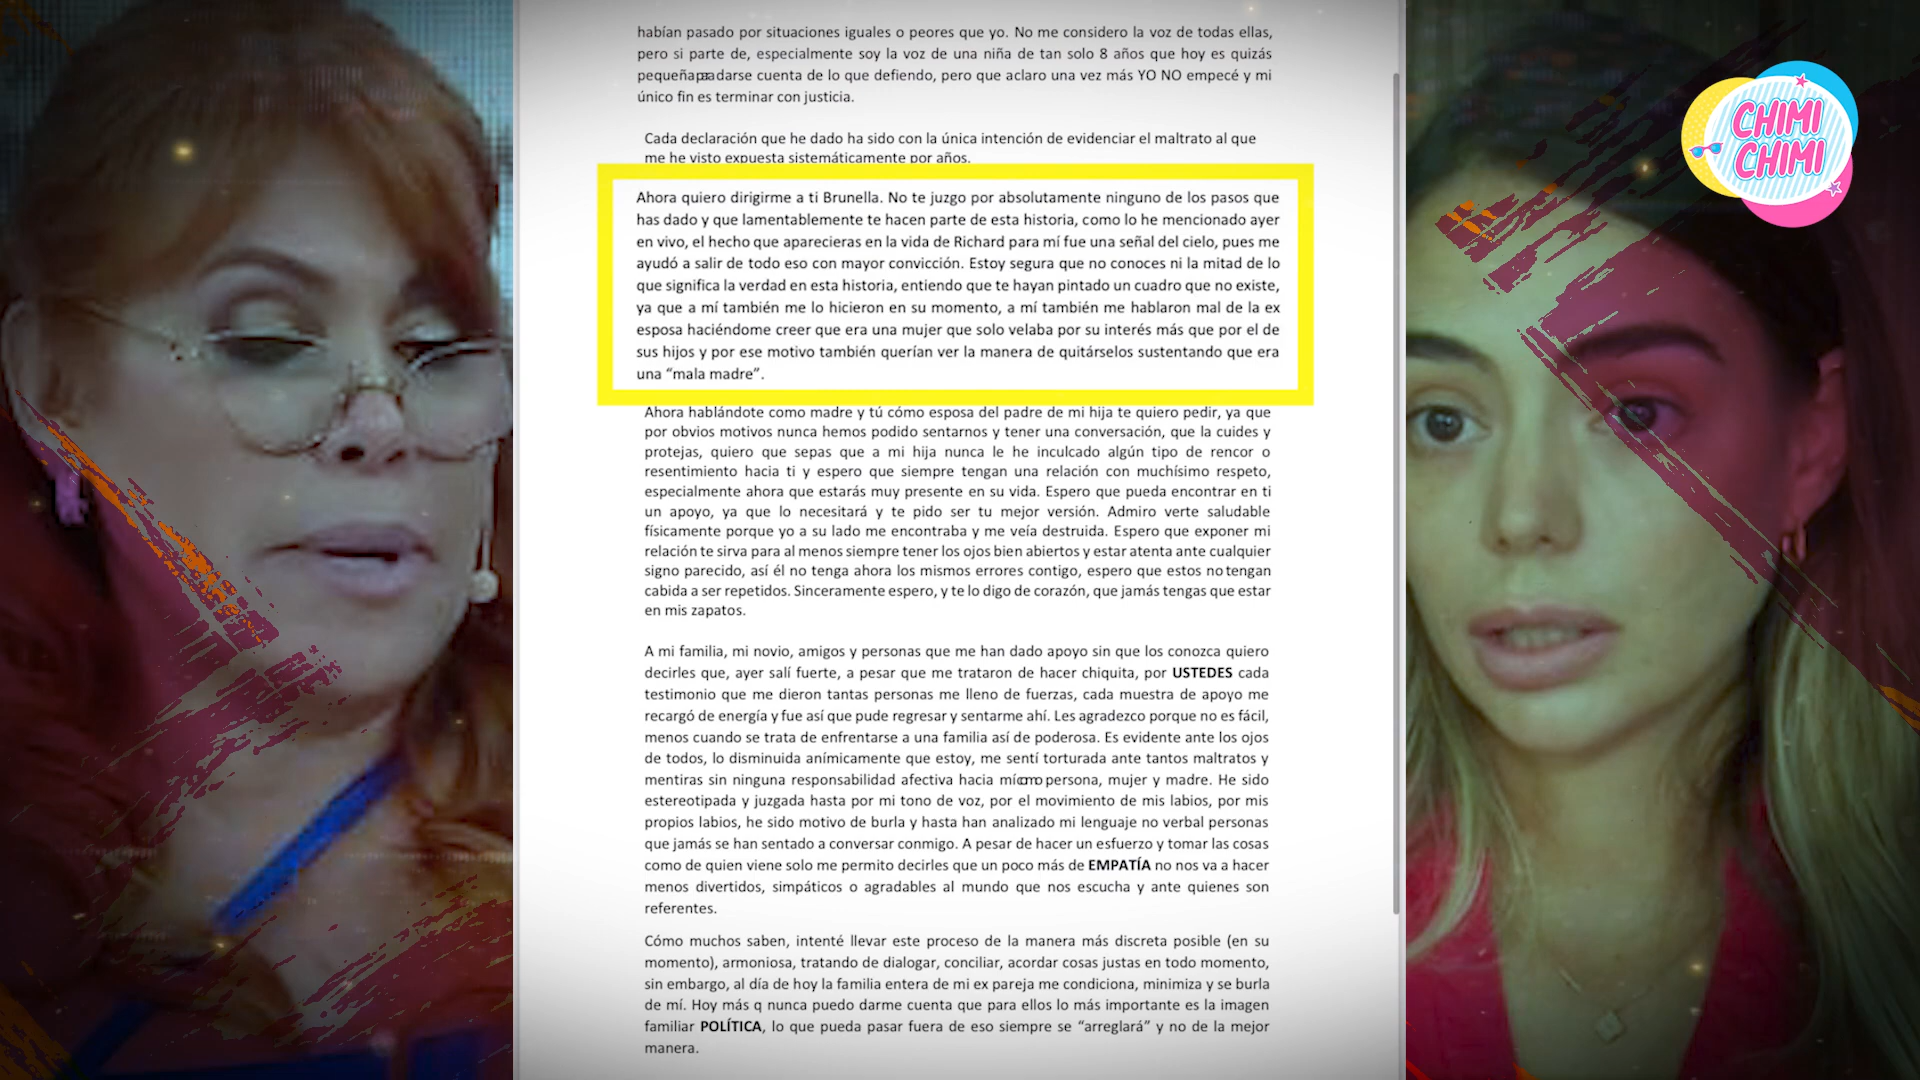 habían pasado por situaciones iguales o peores que yo. No me considero la voz de todas ellas,
pero si parte de, especialmente soy la voz de una niña de tan solo 8 años que hoy es quizás
darse cuenta de lo que defiendo, pero que aclaro una vez más YO NO empecé y mi
único fin es terminar con justicia.
Cada declaración que he dado ha sido con la única intención de evidenciar el maltrato al que
me he visto expuesta sistemáticamente por años.
Ahora quiero dirigirme a ti Brunella. No te juzgo por absolutamente ninguno de los pasos que
has dado y que lamentablemente te hacen parte de esta historia, como lo he mencionado ayer
en vivo, el hecho que aparecieras en la vida de Richard para mí fue una señal del cielo, pues me
ayudó a salir de todo eso con mayor convicción. Estoy segura que no conoces ni la mitad de lo
que significa la verdad en esta historia, entiendo que te hayan pintado un cuadro que no existe,
ya que a mí también me lo hicieron en su momento, a mí también me hablaron mal de la ex
esposa haciéndome creer que era una mujer que solo velaba por su interés más que por el de
sus hijos y por ese motivo también querían ver la manera de quitárselos sustentando que era
una “mala madre”.
Ahora hablándote como madre y tú cómo esposa del padre de mi hija te quiero pedir, ya que
por obvios motivos nunca hemos podido sentarnos y tener una conversación, que la cuides y
protejas, quiero que sepas que a mi hija nunca le he inculcado algún tipo de rencor o
resentimiento hacia ti y espero que siempre tengan una relación con muchísimo respeto,
especialmente ahora que estarás muy presente en su vida. Espero que pueda encontrar en ti
un apoyo, ya que lo necesitará y te pido ser tu mejor versión. Admiro verte saludable
físicamente porque yo a su lado me encontraba y me veía destruida. Espero que exponer mi
relación te sirva para al menos siempre tener los ojos bien abiertos y estar atenta ante cualquier
signo parecido, así él no tenga ahora los mismos errores contigo, espero que estos no tengan
cabida a ser repetidos. Sinceramente espero, y te lo digo de corazón, que jamás tengas que estar
en mis zapatos.
A mi familia, mi novio, amigos y personas que me han dado apoyo sin que los conozca quiero
decirles que, ayer salí fuerte, a pesar que me trataron de hacer chiquita, por USTEDES cada
testimonio que me dieron tantas personas me lleno de fuerzas, cada muestra de apoyo me
recargó de energía y fue así que pude regresar y sentarme ahí. Les agradezco porque no es fácil,
menos cuando se trata de enfrentarse a una familia así de poderosa. Es evidente ante los ojos
de todos, lo disminuida anímicamente que estoy, me sentí torturada ante tantos maltratos y
mentiras sin ninguna responsabilidad afectiva hacia persona, mujer y madre. He sido
estereotipada y juzgada hasta por mi tono de voz, por el movimiento de mis labios, por mis
propios labios, he sido motivo de burla y hasta han analizado mi lenguaje no verbal personas
que jamás se han sentado a conversar conmigo. A pesar de hacer un esfuerzo y tomar las cosas
como de quien viene solo me permito decirles que un poco más de EMPATÍA no nos va a hacer
menos divertidos, simpáticos o agradables al mundo que nos escucha y ante quienes son
referentes.
Cómo muchos saben, intenté llevar este proceso de la manera más discreta posible (en su
momento), armoniosa, tratando de dialogar, conciliar, acordar cosas justas en todo momento,
sin embargo, al día de hoy la familia entera de mi ex pareja me condiciona, minimiza y se burla
de mí. Hoy más q nunca puedo darme cuenta que para ellos lo más importante es la imagen
familiar POLÍTICA, lo que pueda pasar fuera de eso siempre se “arreglará” y no de la mejor
manera.
CHIMI
CHIMI